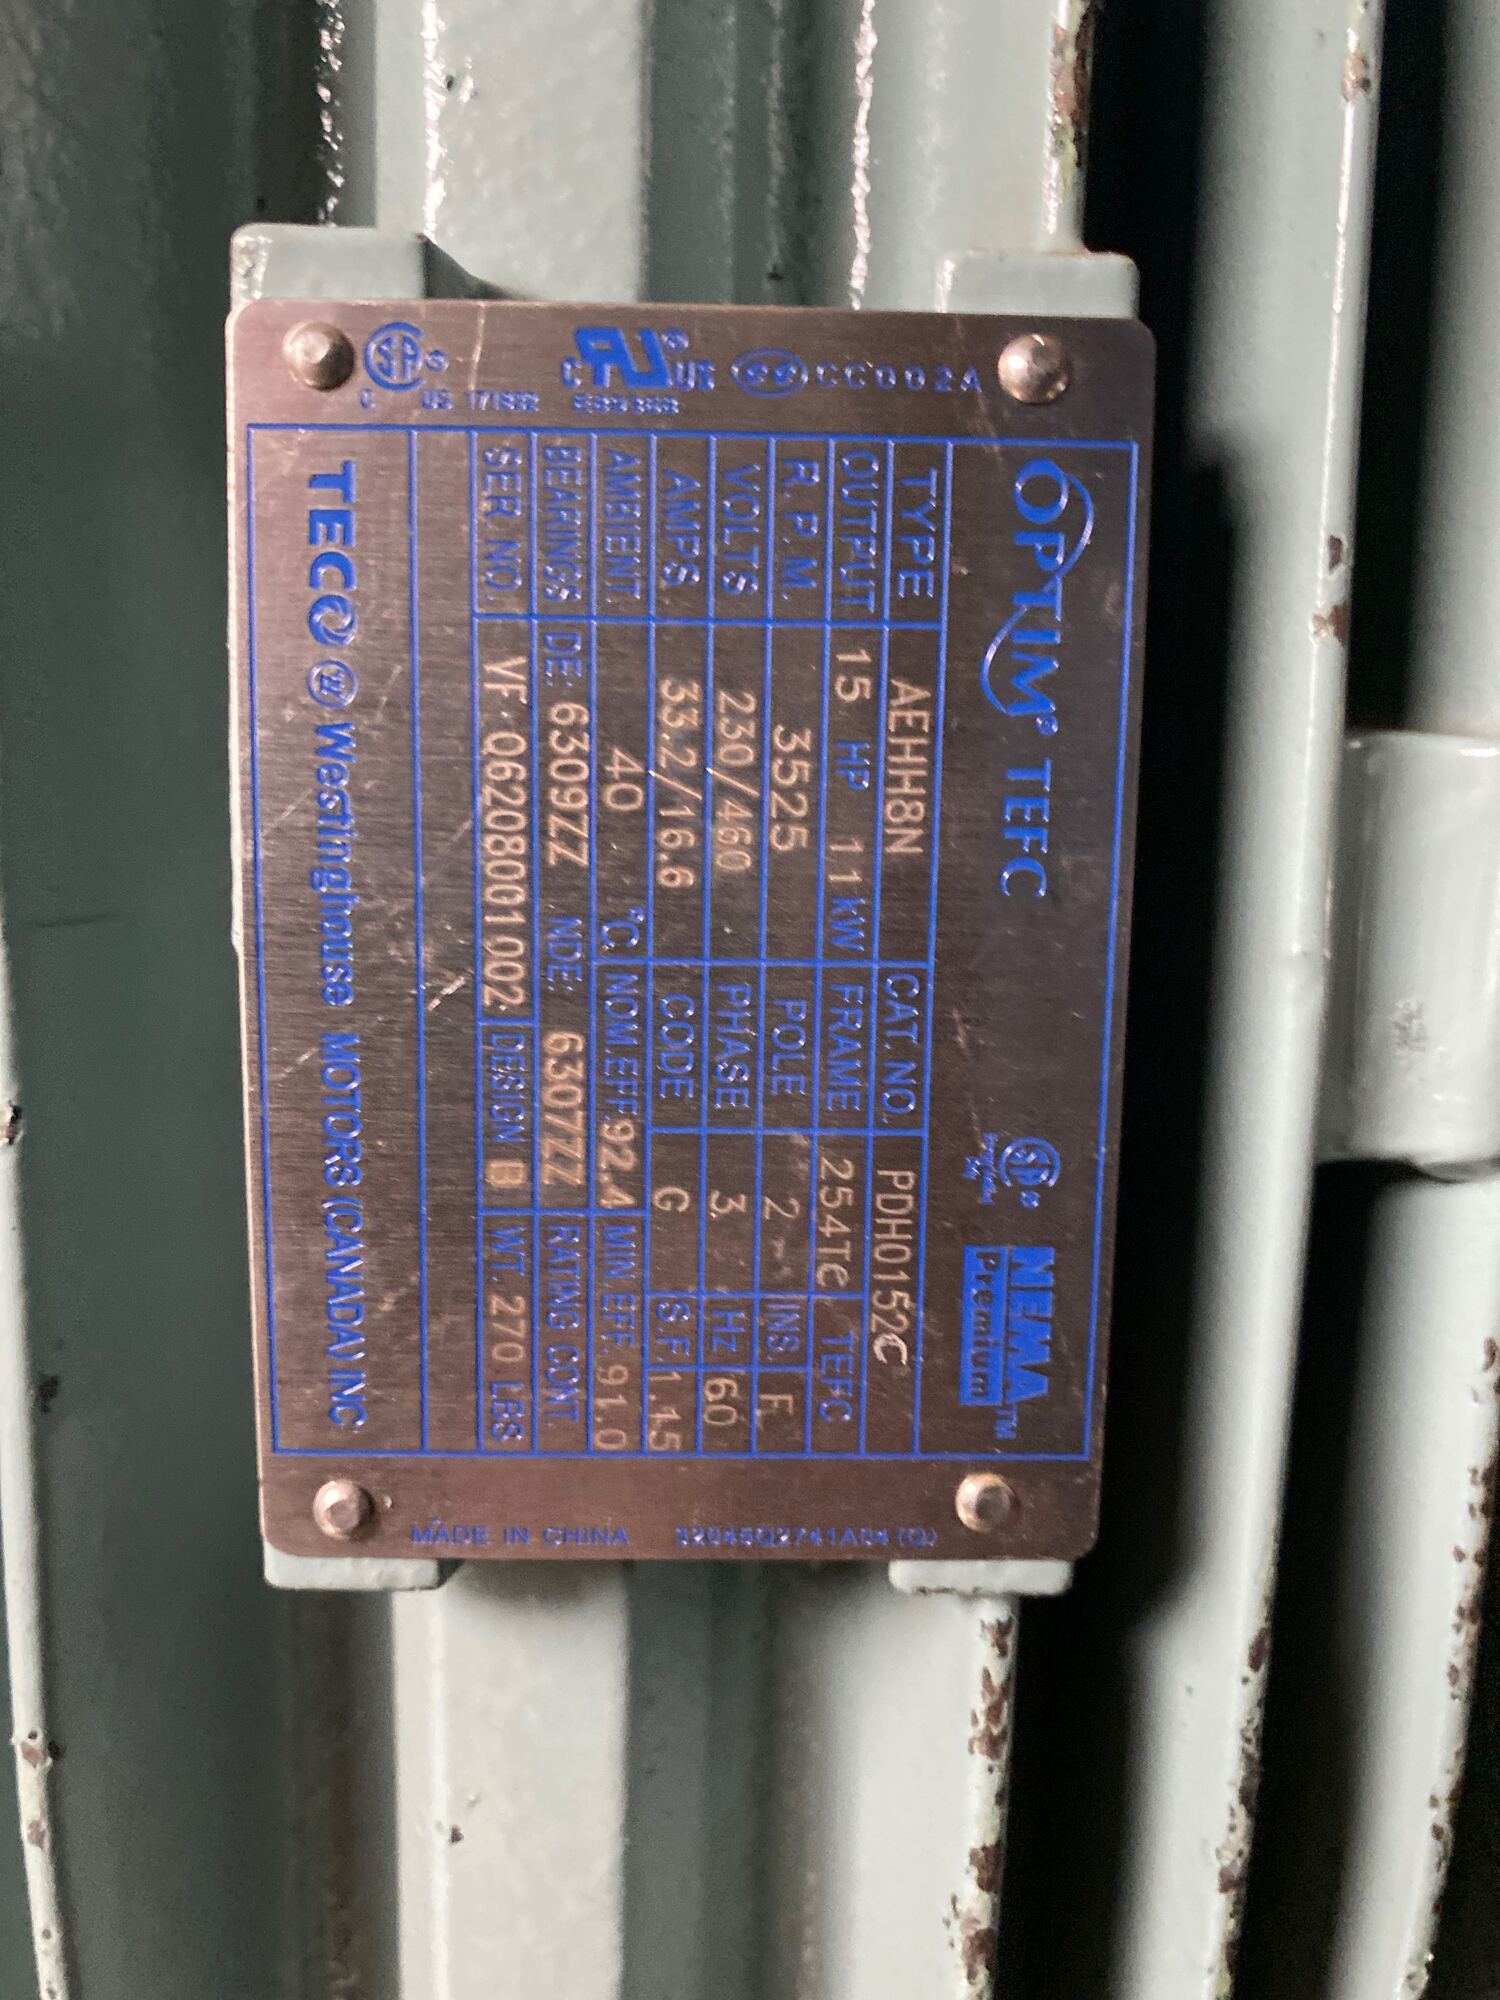 OPTIM® TEFC NEMA™ Premium
TYPE AEHH8N CAT. NO. PDH0152C
OUTPUT 15 HP 11 KW FRAME 254TC TEFC
R.P.M. 3525 POLE 2 INS. F
VOLTS 230/460 PHASE 3 Hz 60
AMPS. 33.2/16.6 CODE G S.F. 1.15
AMBIENT. 40 °C. NOM.EFF. 92.4 MIN EFF. 91.0
BEARINGS DE: 6309ZZ NDE: 6307ZZ RATING CONT.
SER. NO. VF Q6208001002 DESIGN B WT. 270 LBS
TECO Westinghouse MOTORS (CANADA) INC
C US
C US CC002A
MADE IN CHINA